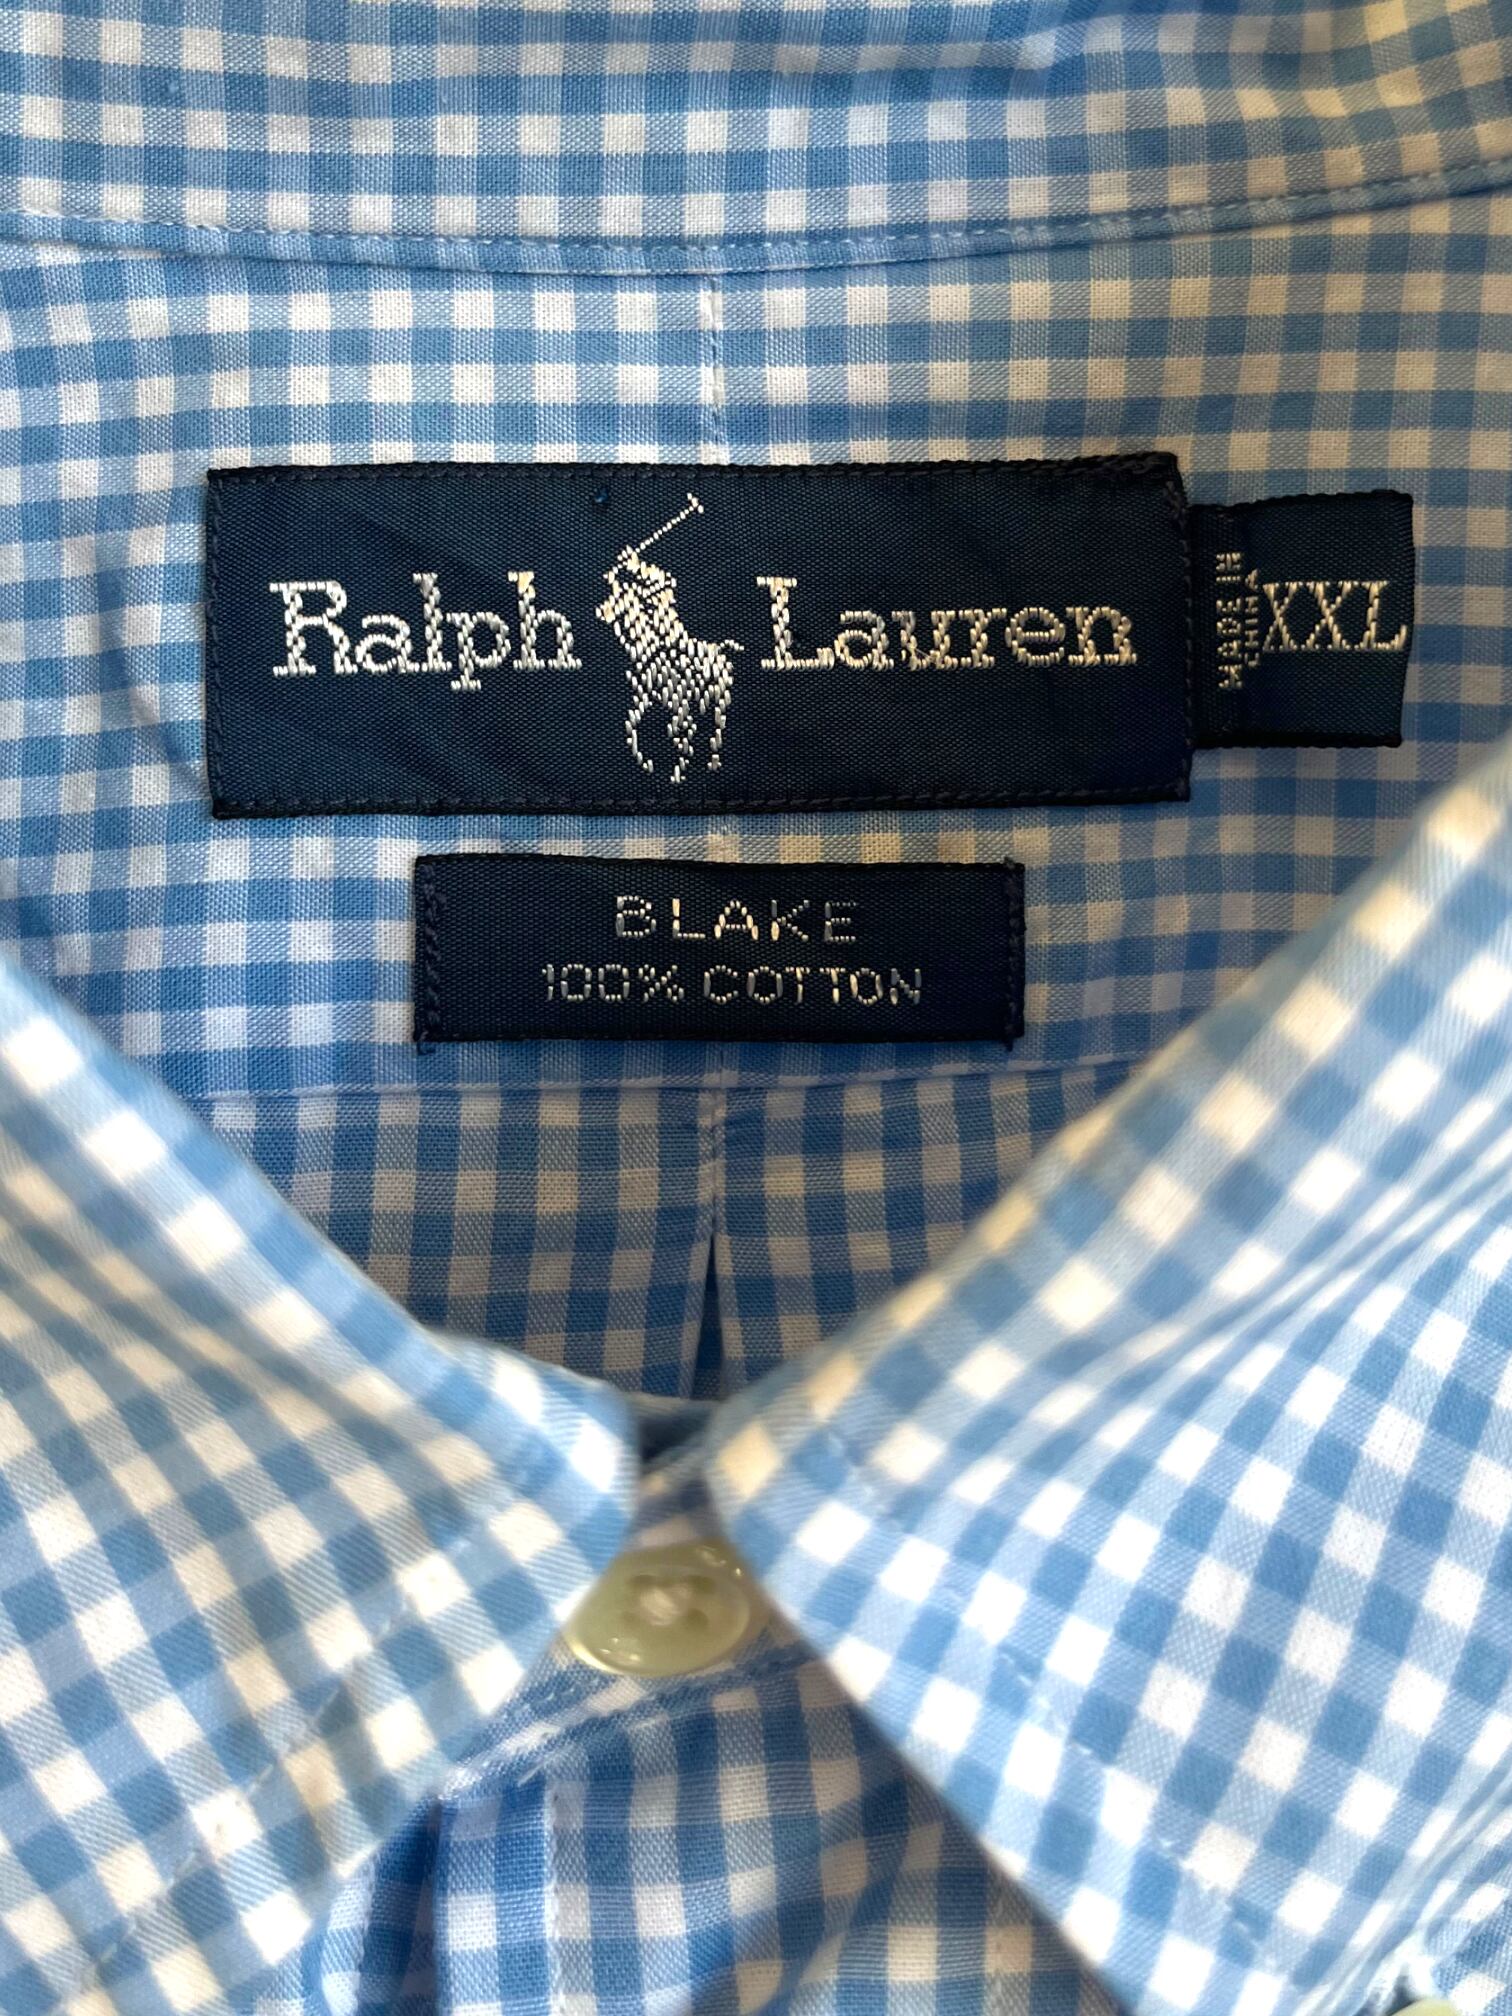 Ralph Lauren
MADE IN
CHINA
XXL
BLAKE
100% COTTON